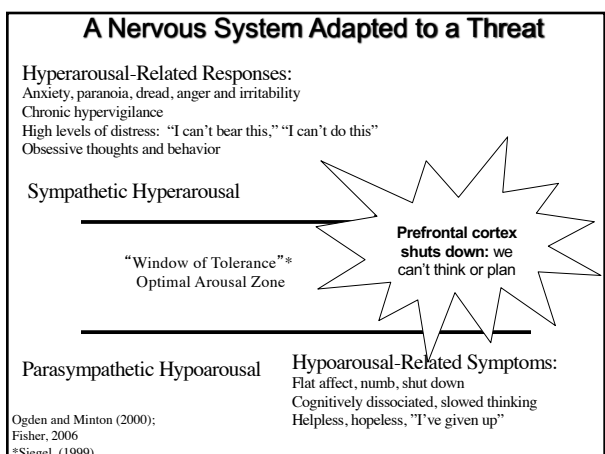 A Nervous System Adapted to a Threat
Hyperarousal-Related Responses:
Anxiety, paranoia, dread, anger and irritability
Chronic hypervigilance
High levels of distress:  “I can’t bear this,” “I can’t do this”
Obsessive thoughts and behavior
Sympathetic Hyperarousal
Prefrontal cortex
shuts down: we
can’t think or plan
“Window of Tolerance”*
Optimal Arousal Zone
Parasympathetic Hypoarousal
Hypoarousal-Related Symptoms:
Flat affect, numb, shut down
Cognitively dissociated, slowed thinking
Helpless, hopeless, ”I’ve given up”
Ogden and Minton (2000);
Fisher, 2006
*Siegel, (1999)